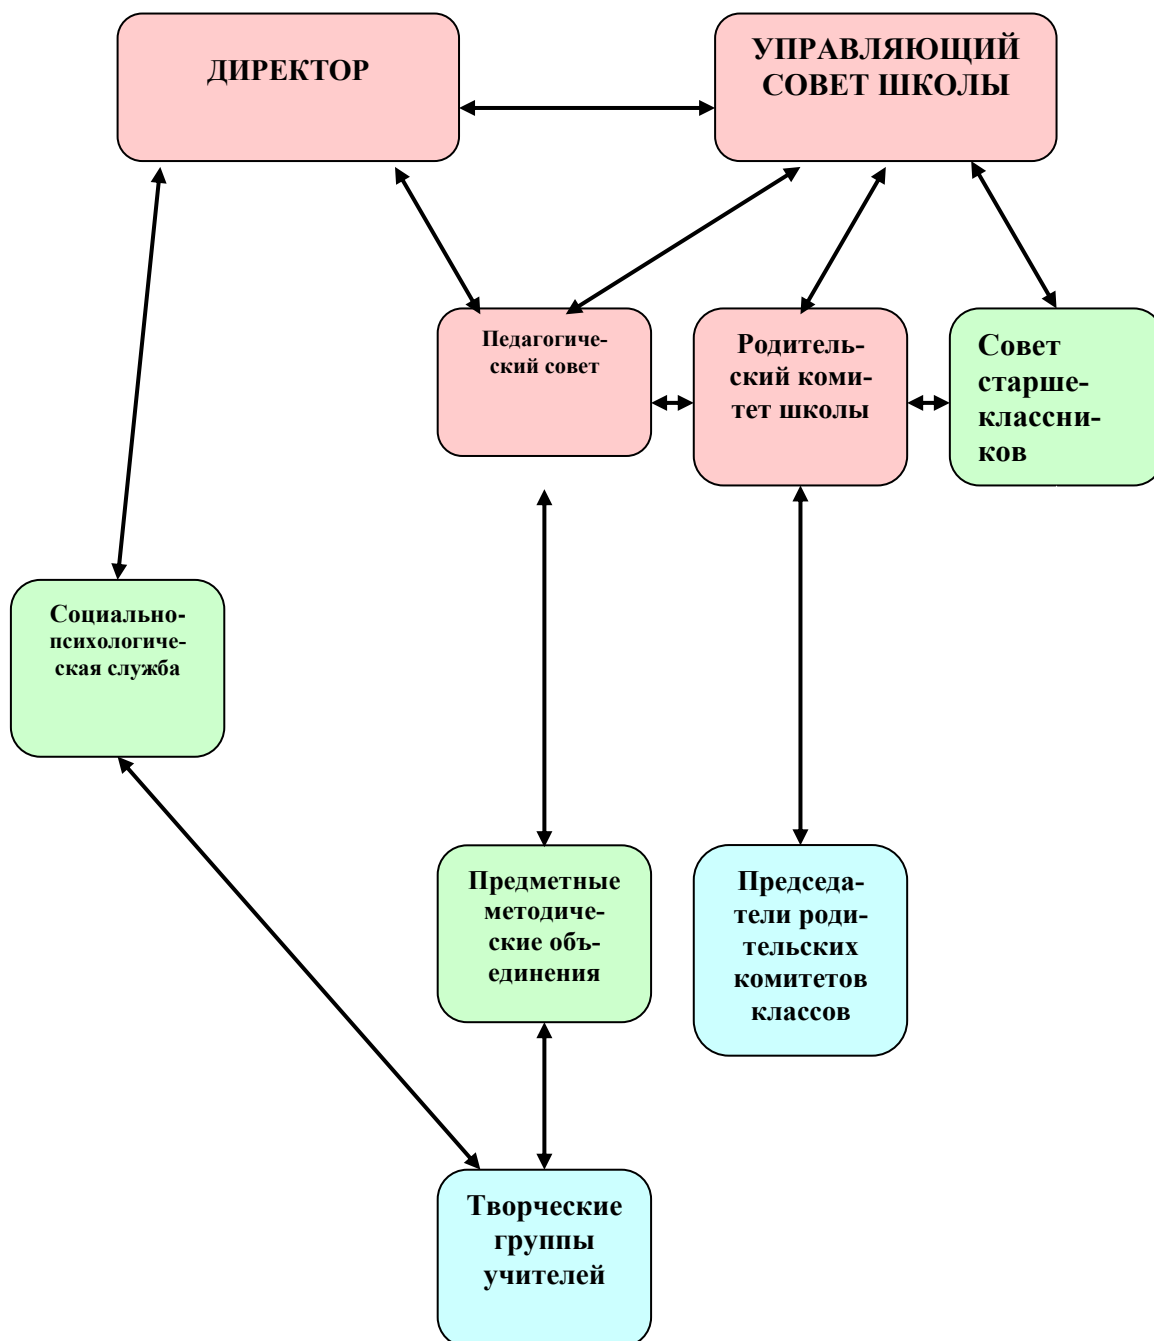 ДИРЕКТОР
УПРАВЛЯЮЩИЙ
СОВЕТ ШКОЛЫ
Педагогиче-
ский совет
Родитель-
ский коми-
тет школы
Совет
старше-
классни-
ков
Социально-
психологиче-
ская служба
Предметные
методиче-
ские объ-
единения
Председа-
тели роди-
тельских
комитетов
классов
Творческие
группы
учителей